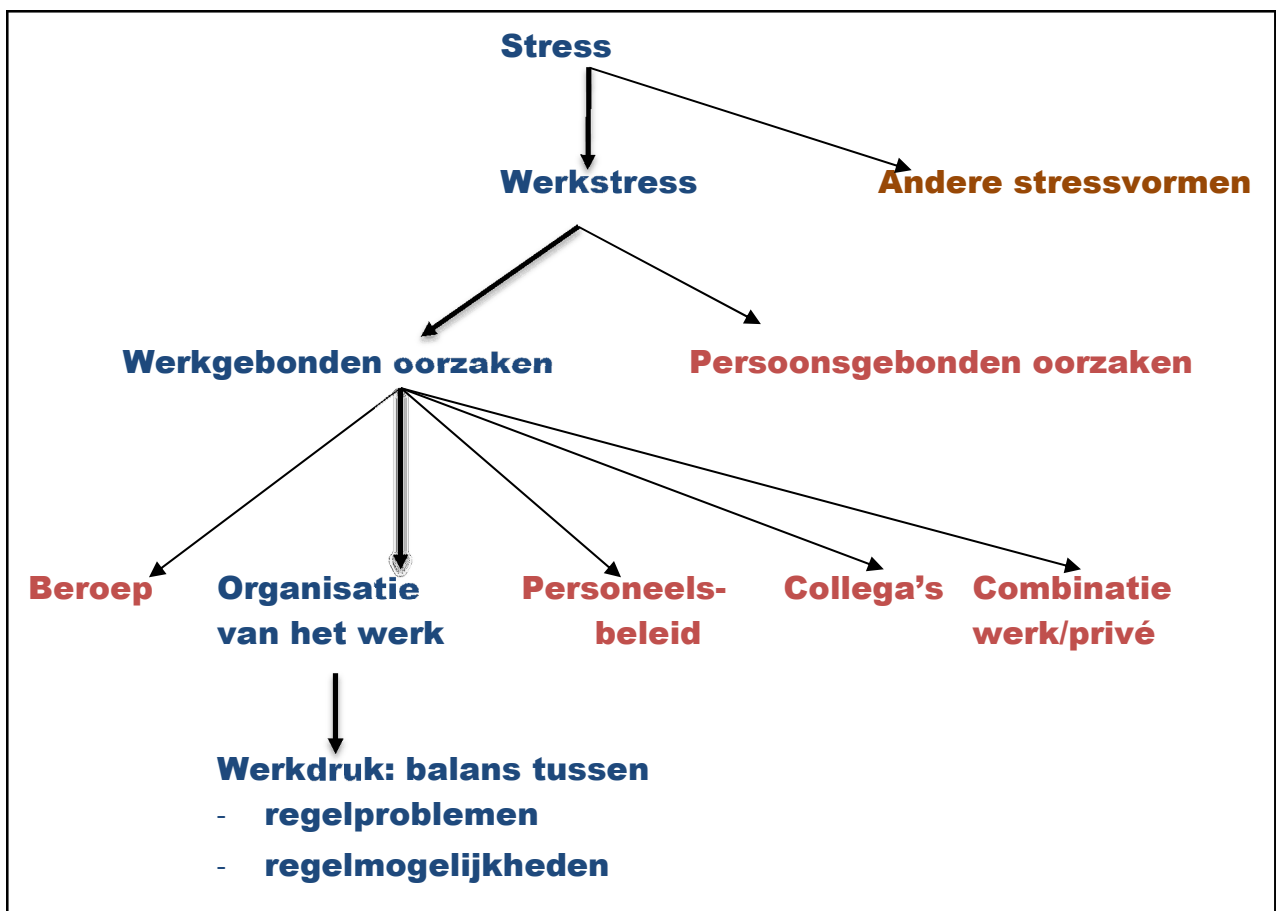 Stress
Werkstress
Andere stressvormen
Werkgebonden oorzaken
Persoonsgebonden oorzaken
Beroep
Organisatie
van het werk
Personeels-
beleid
Collega’s
Combinatie
werk/privé
Werkdruk: balans tussen
- regelproblemen
- regelmogelijkheden